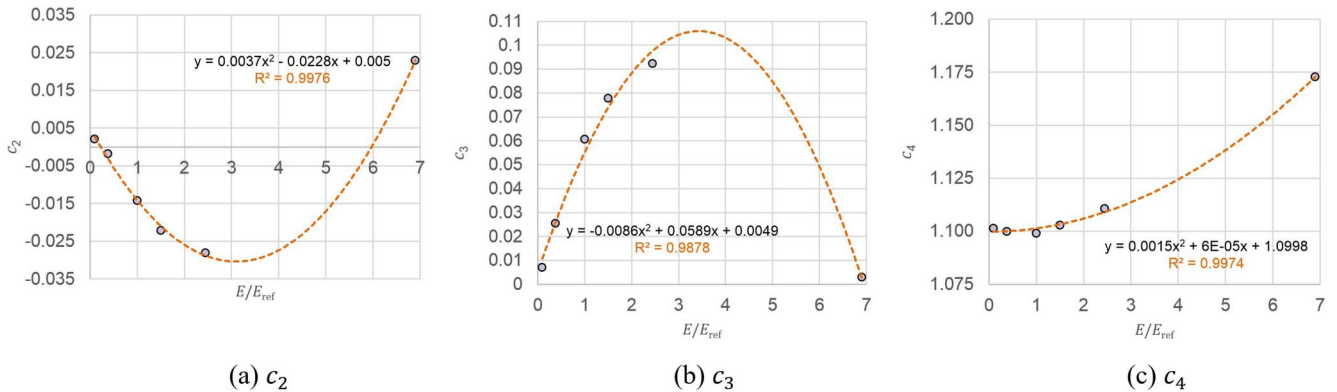 0.035
0.025
0.015
0.005
-0.005
-0.015
-0.025
-0.035
c₂
y = 0.0037x² - 0.0228x + 0.005
R² = 0.9976
0 1 2 3 4 5 6 7
E/E_ref
(a) c₂
0.11
0.1
0.09
0.08
0.07
0.06
0.05
0.04
0.03
0.02
0.01
0
c₃
y = -0.0086x² + 0.0589x + 0.0049
R² = 0.9878
0 1 2 3 4 5 6 7
E/E_ref
(b) c₃
1.200
1.175
1.150
1.125
1.100
1.075
c₄
y = 0.0015x² + 6E-05x + 1.0998
R² = 0.9974
0 1 2 3 4 5 6 7
E/E_ref
(c) c₄